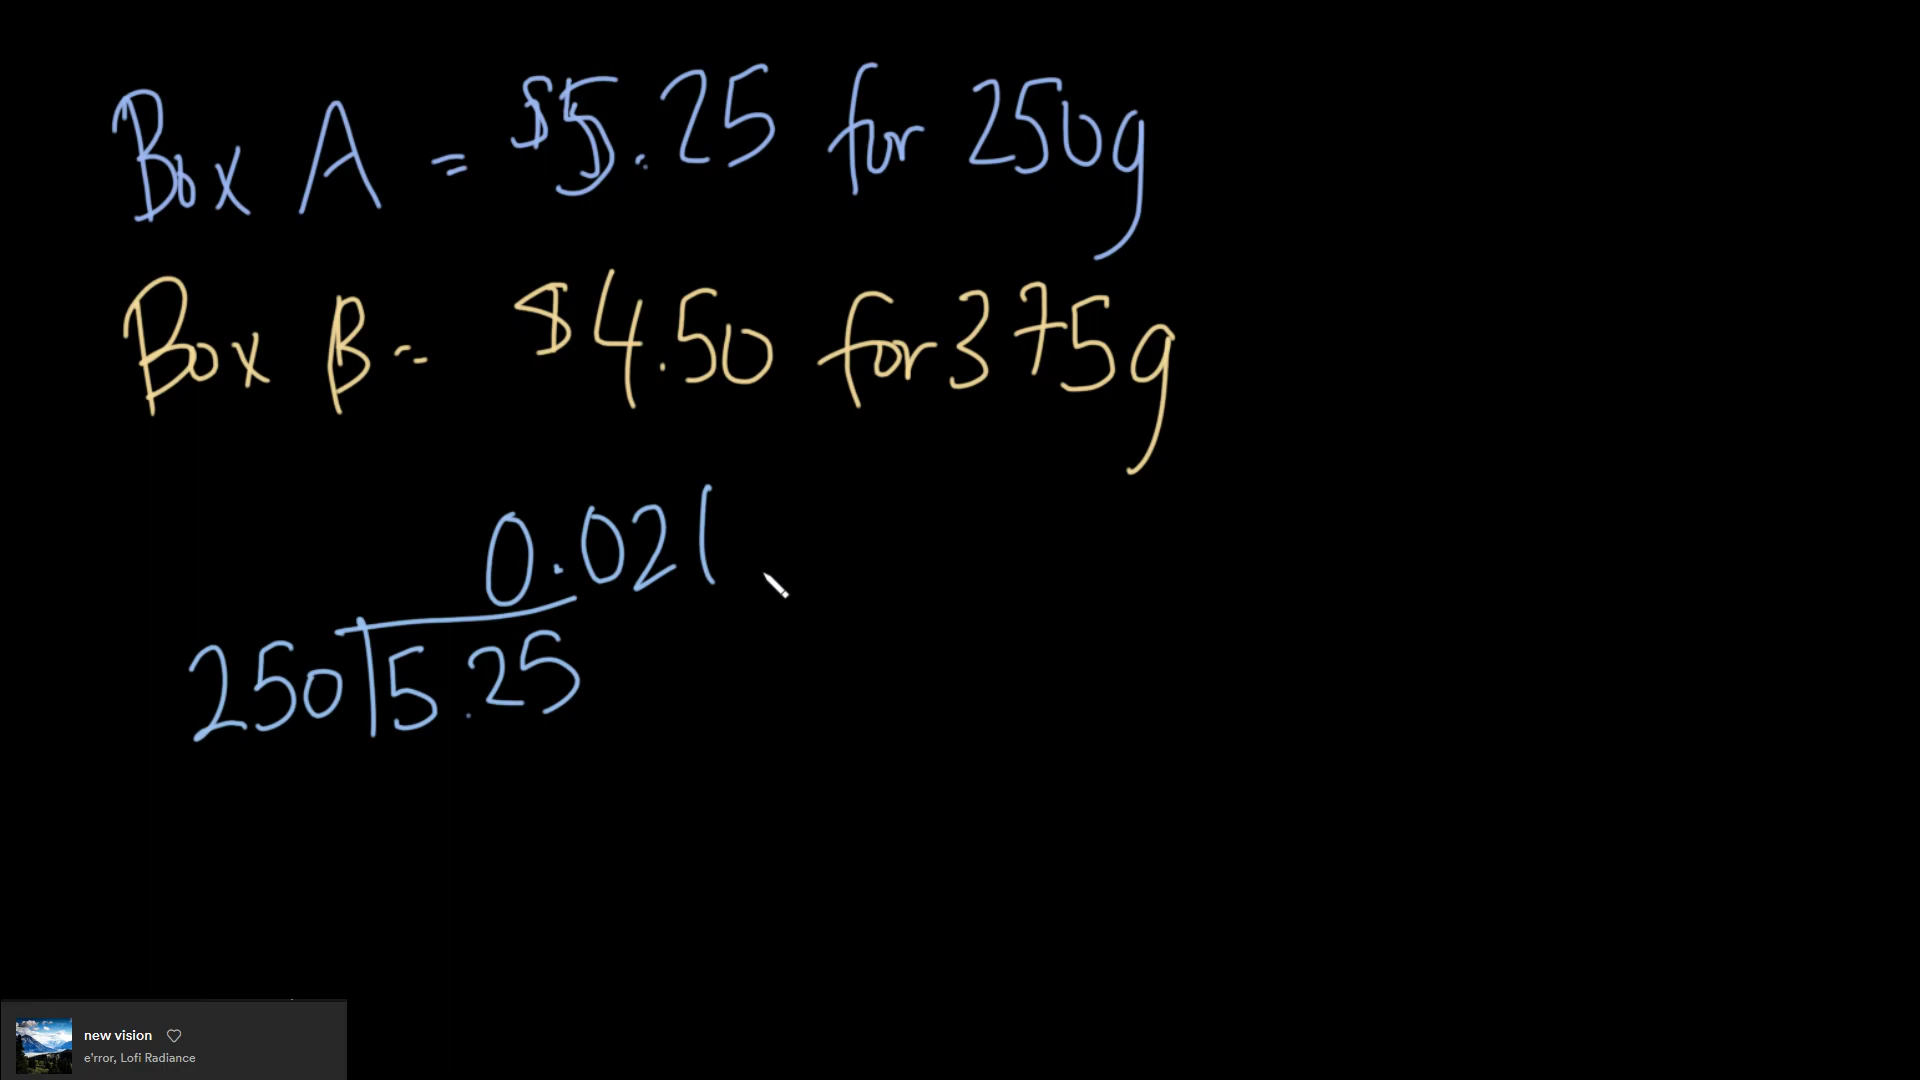 Box A = $5.25 for 250g
Box B = $4.50 for 375g
0.021
250 5.25
new vision
e'rror, Lofi Radiance